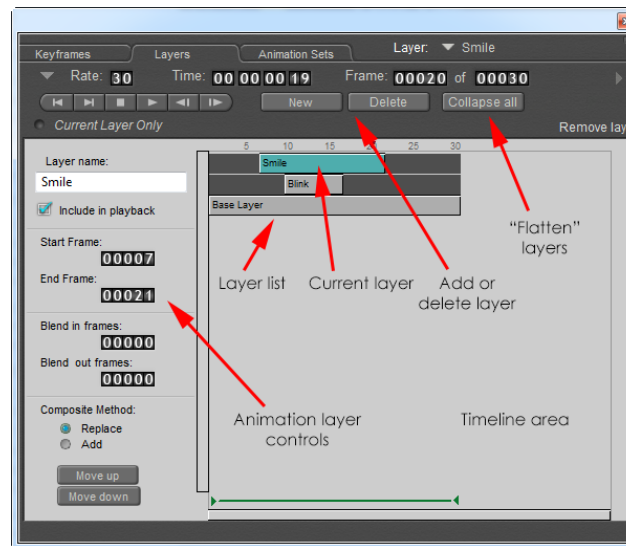 Keyframes Layers Animation Sets Layer: Smile
Rate: 30 Time: 00 00 00 19 Frame: 00020 of 00030
New Delete Collapse all
Current Layer Only Remove lay
5 10 15 25 30
Layer name:
Smile
Smile
Include in playback
Blink
Base Layer
Start Frame:
00007
End Frame:
00021
"Flatten"
layers
Layer list Current layer Add or
delete layer
Blend in frames:
00000
Blend out frames:
00000
Composite Method:
Replace
Add
Animation layer
controls
Timeline area
Move up
Move down